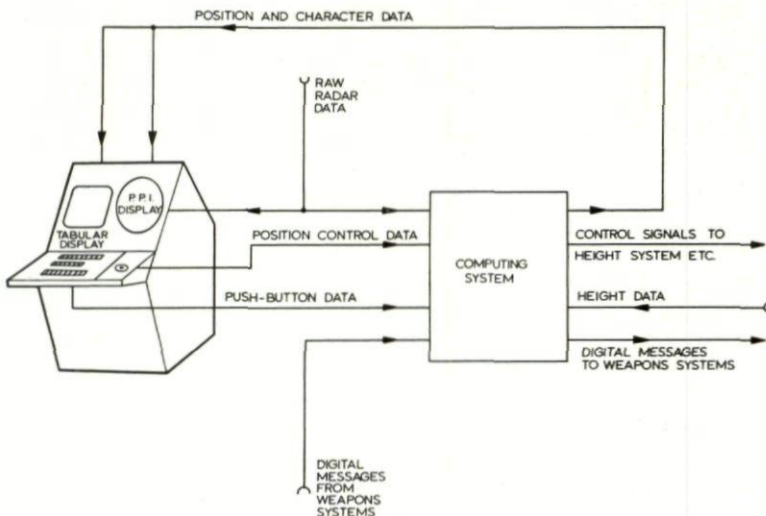 POSITION AND CHARACTER DATA
RAW
RADAR
DATA
P.P.I.
DISPLAY
TABULAR
DISPLAY
POSITION CONTROL DATA
COMPUTING
SYSTEM
CONTROL SIGNALS TO
HEIGHT SYSTEM ETC.
PUSH-BUTTON DATA
HEIGHT DATA
DIGITAL MESSAGES
TO WEAPONS SYSTEMS
DIGITAL
MESSAGES
FROM
WEAPONS
SYSTEMS